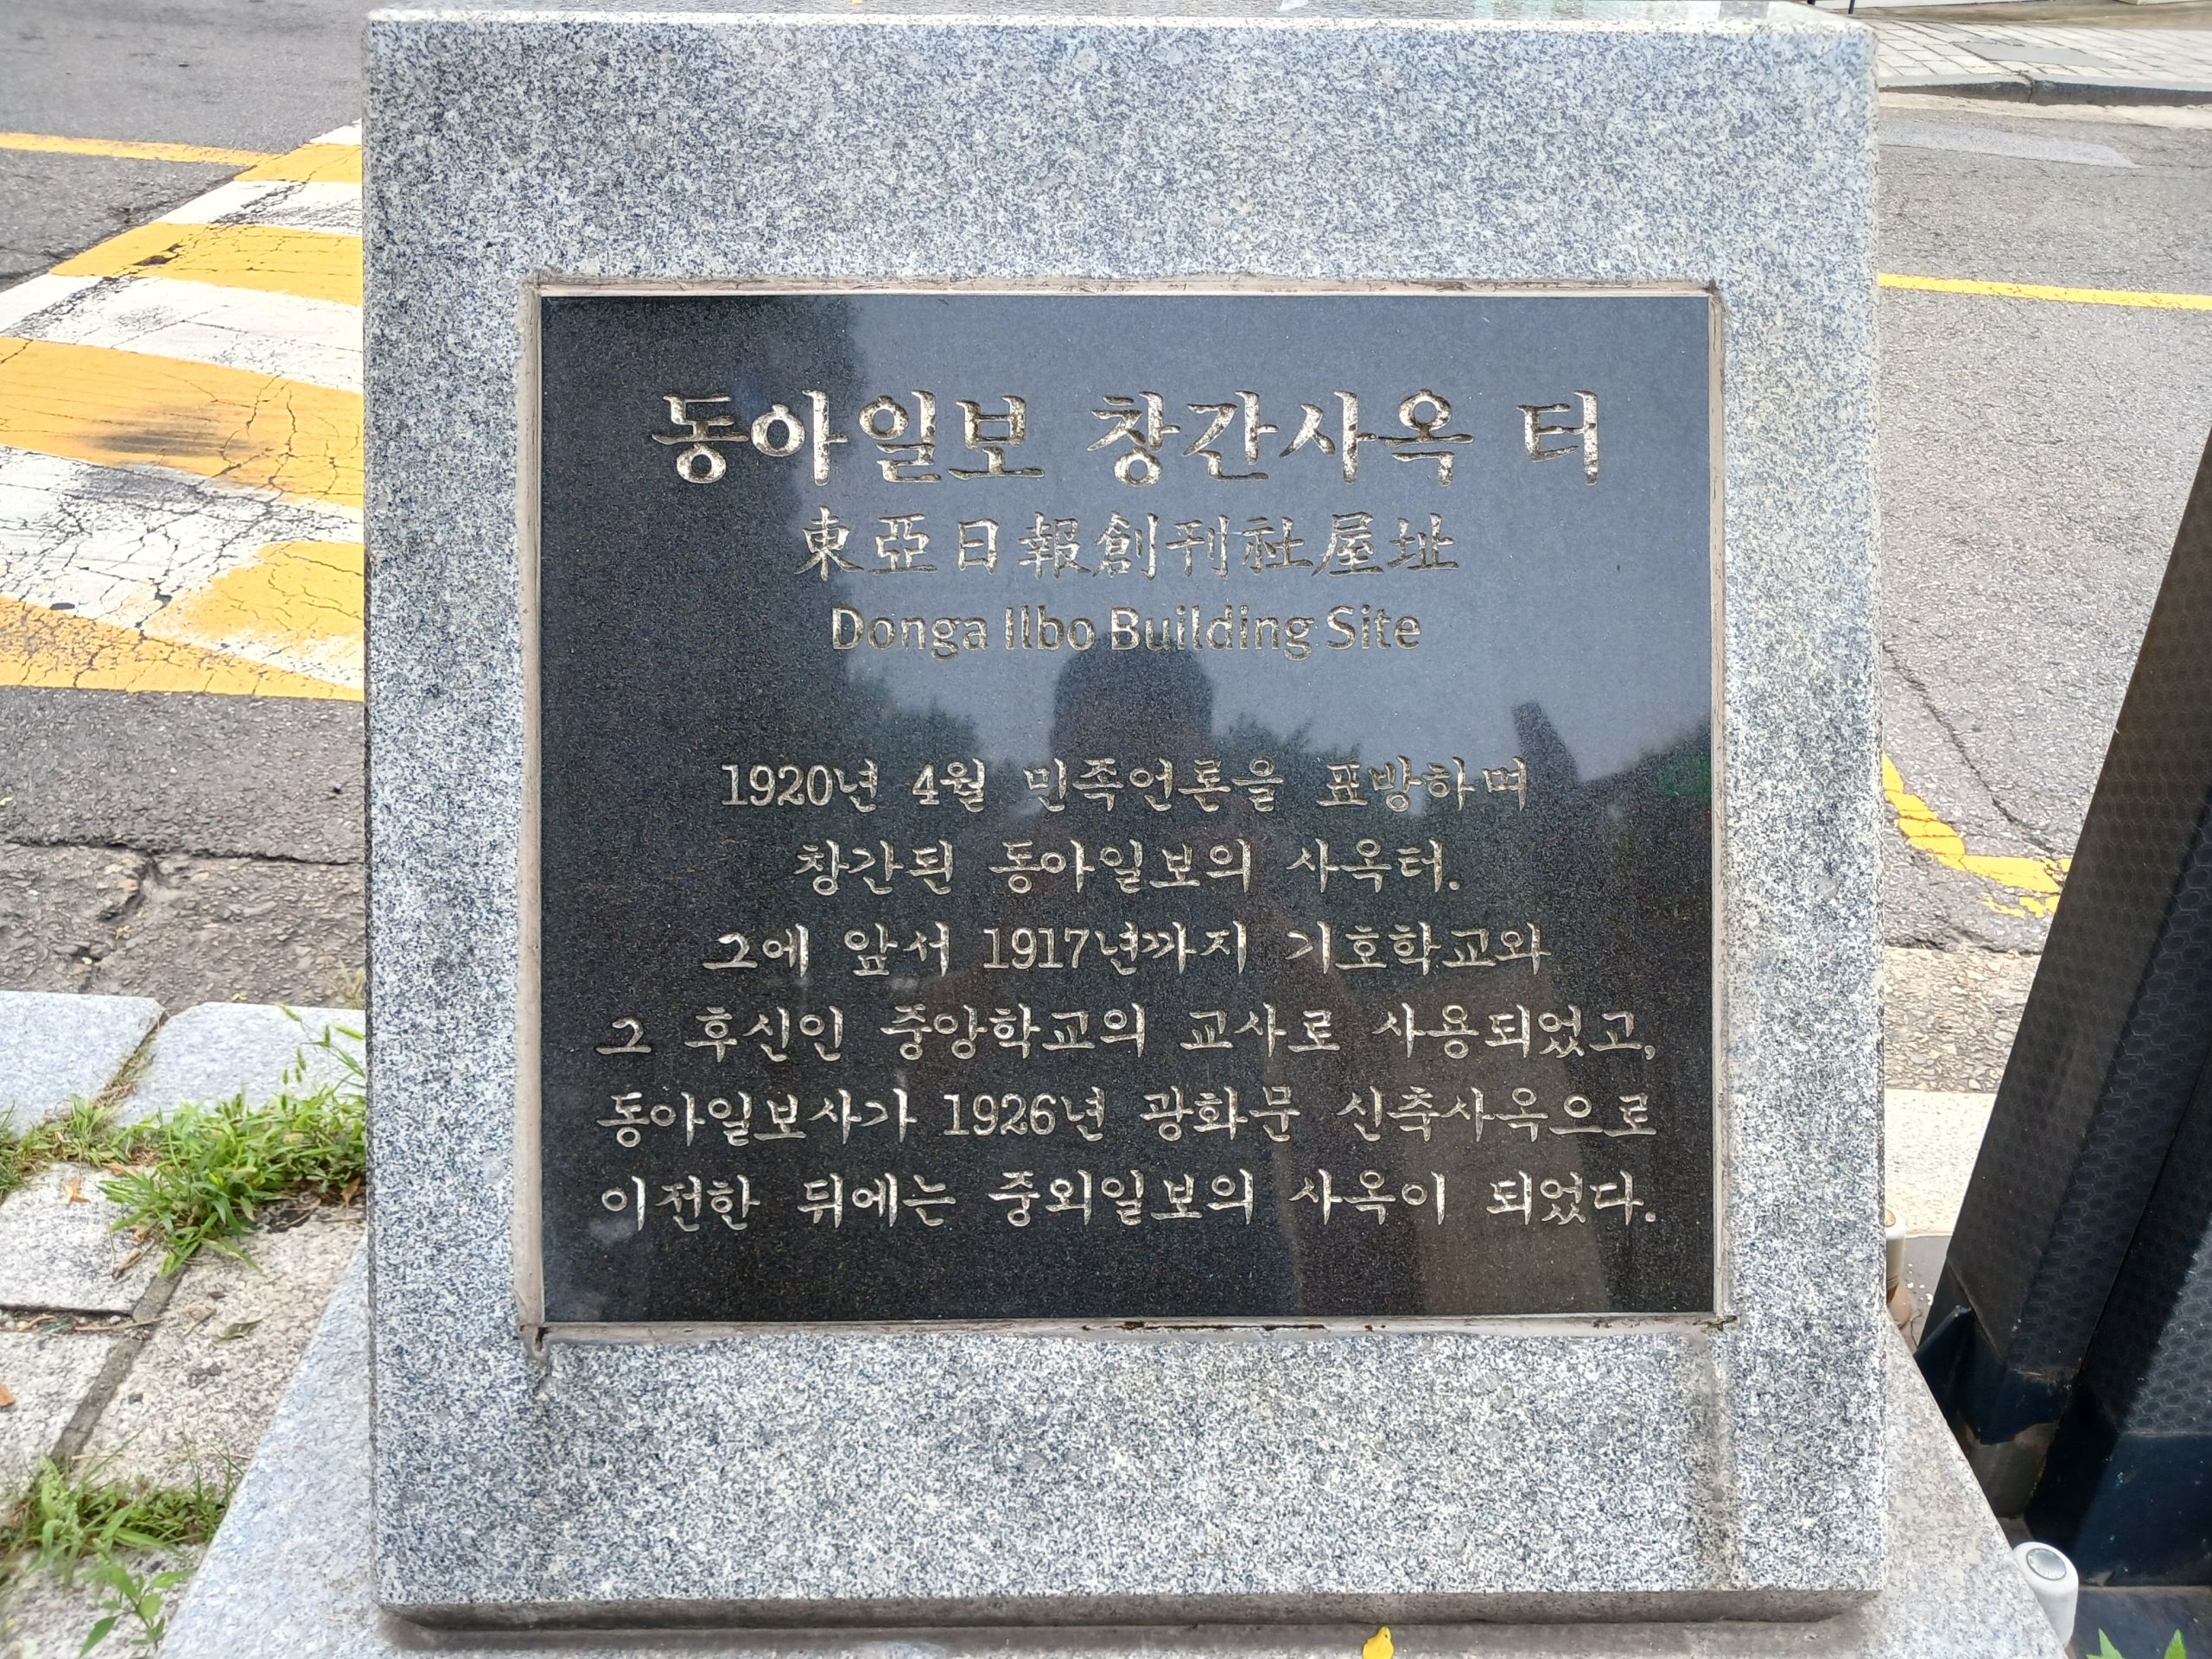 동아일보 창간사옥 터
東亞日報創刊社屋址
Donga Ilbo Building Site
1920년 4월 민족언론을 표방하며
창간된 동아일보의 사옥터.
그에 앞서 1917년까지 기호학교와
그 후신인 중앙학교의 교사로 사용되었고,
동아일보사가 1926년 광화문 신축사옥으로
이전한 뒤에는 중외일보의 사옥이 되었다.